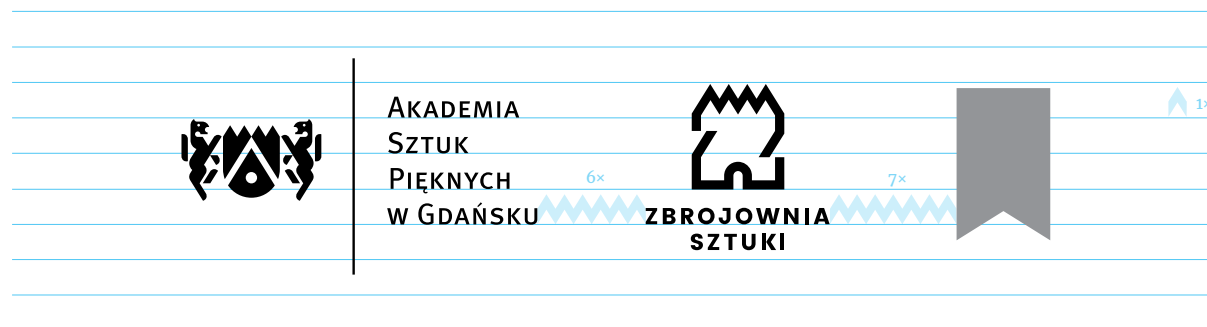 Akademia
Sztuk
Pięknych
w Gdańsku
6×
ZBROJOWNIA
SZTUKI
7×
1×